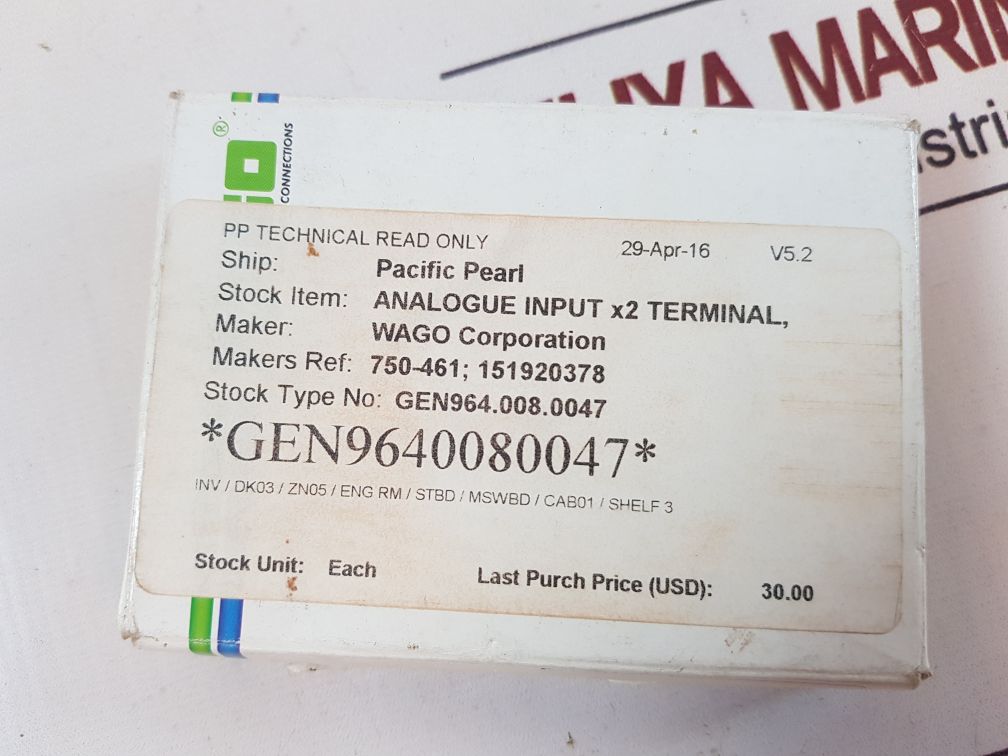 MARIN
®
CONNECTIONS
PP TECHNICAL READ ONLY 29-Apr-16 V5.2
Ship: Pacific Pearl
Stock Item: ANALOGUE INPUT x2 TERMINAL,
Maker: WAGO Corporation
Makers Ref: 750-461; 151920378
Stock Type No: GEN964.008.0047
*GEN9640080047*
INV / DK03 / ZN05 / ENG RM / STBD / MSWBD / CAB01 / SHELF 3
Stock Unit: Each Last Purch Price (USD): 30.00